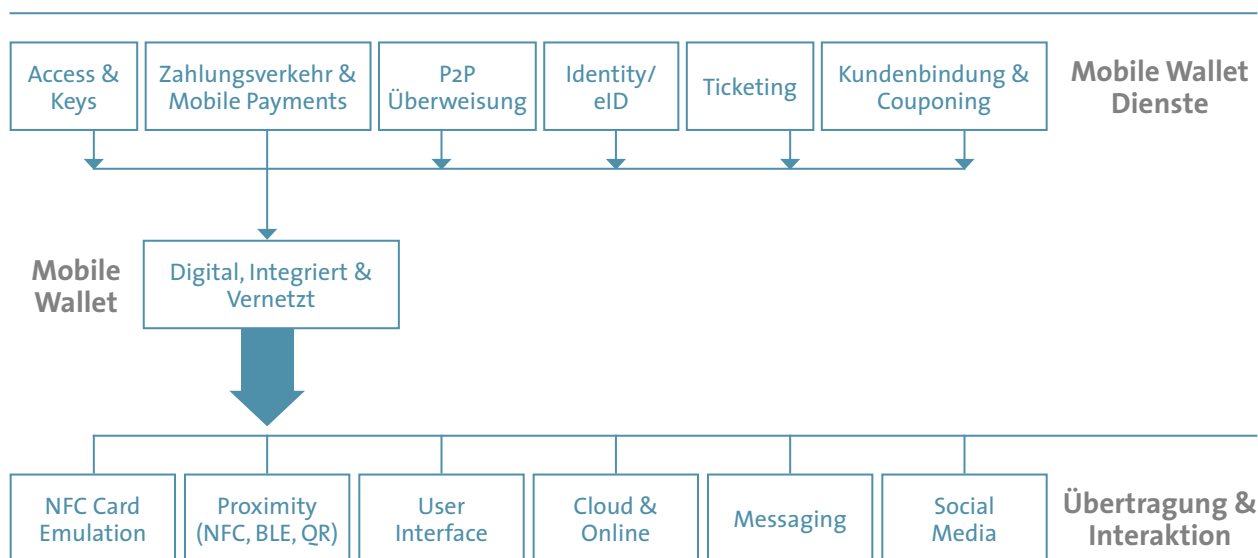 Access &
Keys
Zahlungsverkehr &
Mobile Payments
P2P
Überweisung
Identity/
eID
Ticketing
Kundenbindung &
Couponing
Mobile Wallet
Dienste
Mobile
Wallet
Digital, Integriert &
Vernetzt
NFC Card
Emulation
Proximity
(NFC, BLE, QR)
User
Interface
Cloud &
Online
Messaging
Social
Media
Übertragung &
Interaktion